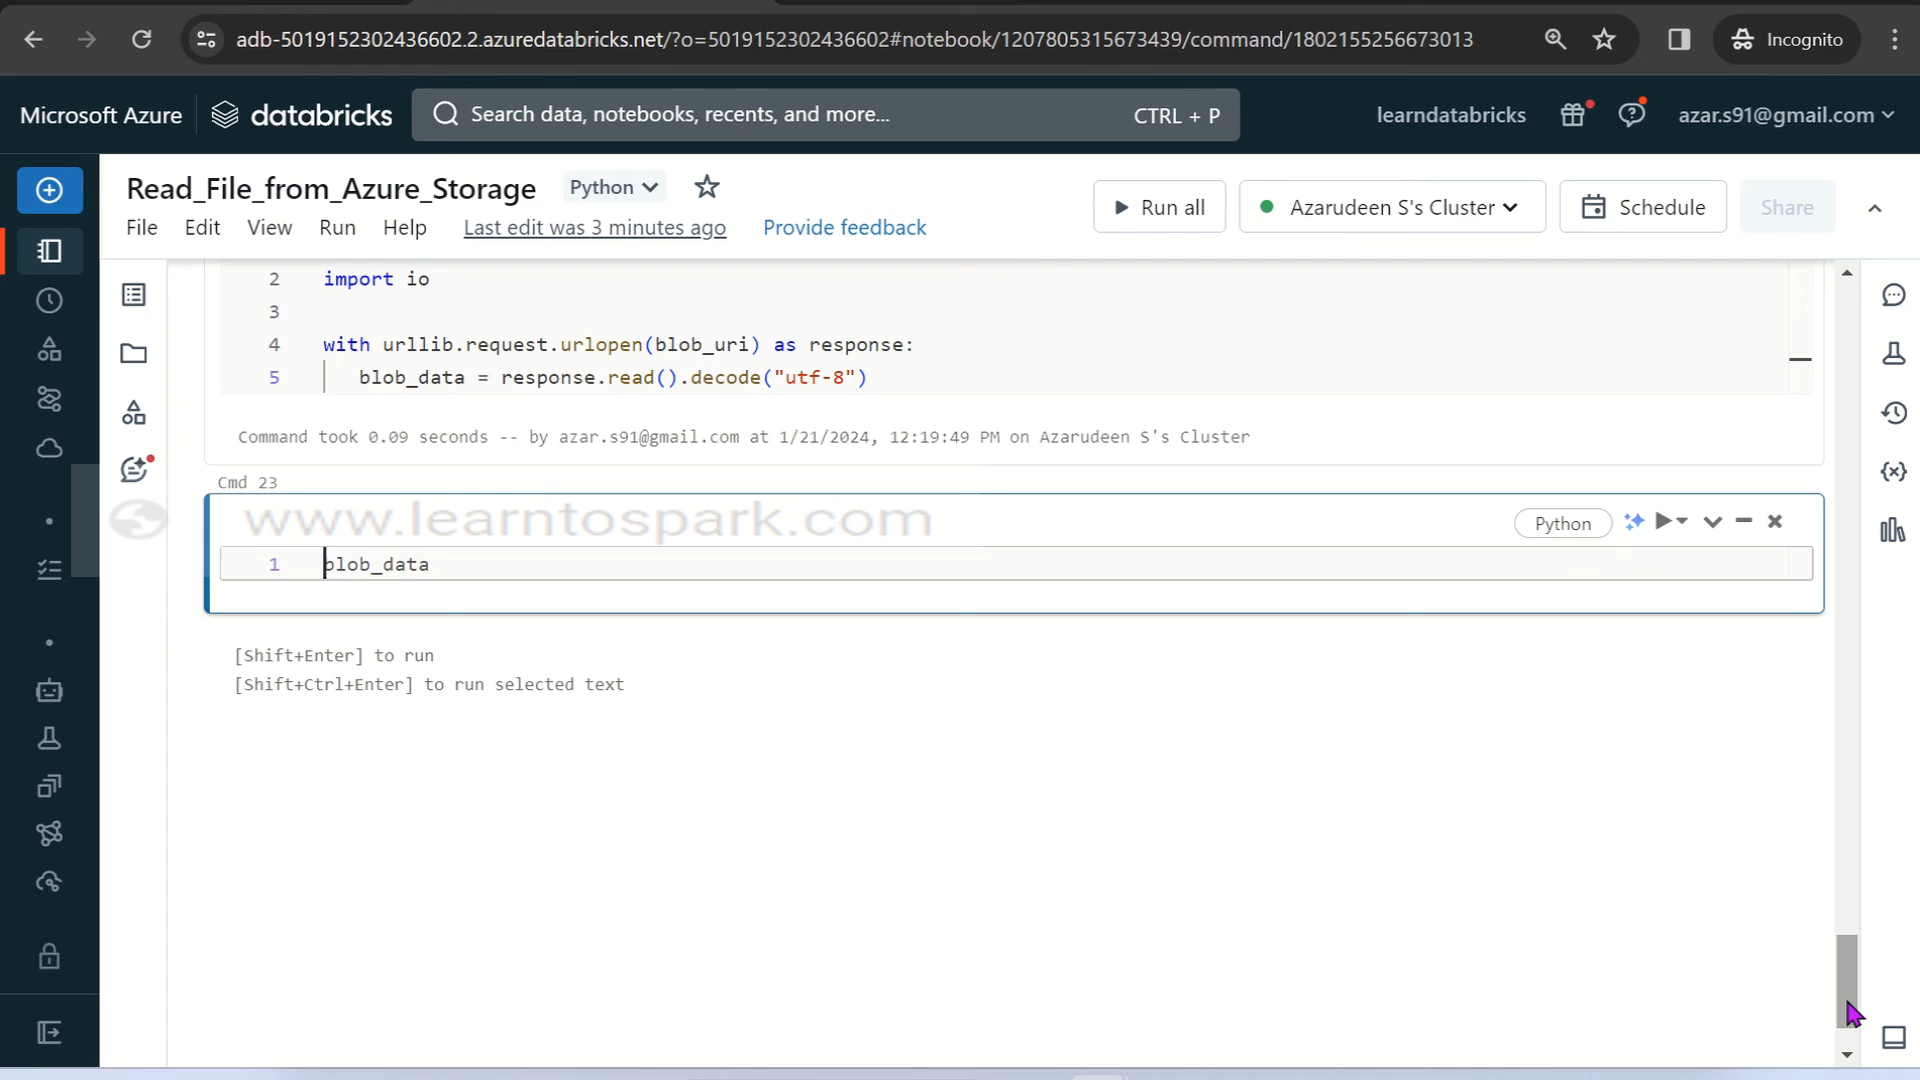 adb-5019152302436602.2.azuredatabricks.net/?o=5019152302436602#notebook/1207805315673439/command/1802155256673013
Incognito
Microsoft Azure
databricks
Search data, notebooks, recents, and more...
CTRL + P
learndatabricks
azar.s91@gmail.com
Read_File_from_Azure_Storage
Python
File Edit View Run Help Last edit was 3 minutes ago Provide feedback
Run all
Azarudeen S's Cluster
Schedule
Share
2 import io
3
4 with urllib.request.urlopen(blob_uri) as response:
5 blob_data = response.read().decode("utf-8")
Command took 0.09 seconds -- by azar.s91@gmail.com at 1/21/2024, 12:19:49 PM on Azarudeen S's Cluster
Cmd 23
www.learntospark.com
Python
1 blob_data
[Shift+Enter] to run
[Shift+Ctrl+Enter] to run selected text